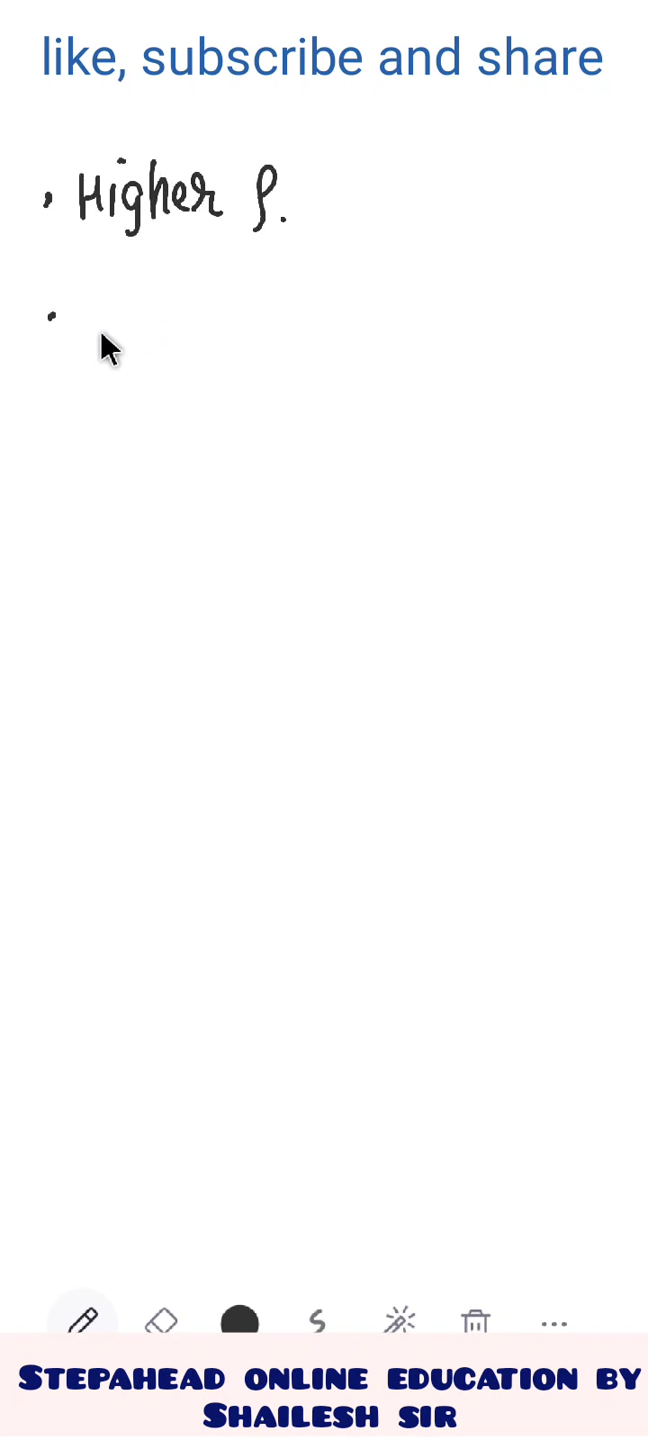 like, subscribe and share
• Higher ρ.
•
STEPAHEAD ONLINE EDUCATION BY
SHAILESH SIR